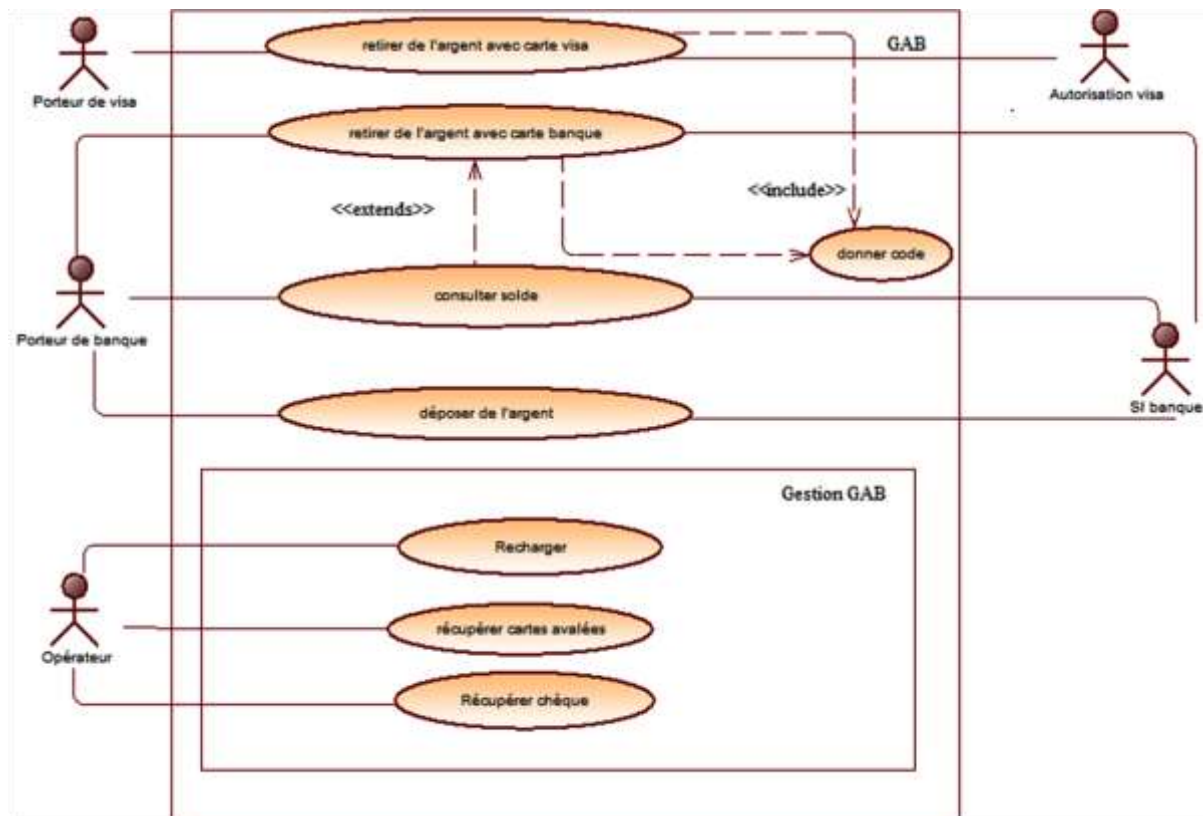 retirer de l'argent avec carte visa
GAB
Porteur de visa
Autorisation visa
retirer de l'argent avec carte banque
<<extends>>
<<include>>
donner code
consulter solde
Porteur de banque
déposer de l'argent
SI banque
Gestion GAB
Recharger
récupérer cartes avalées
Opérateur
Récupérer chèque